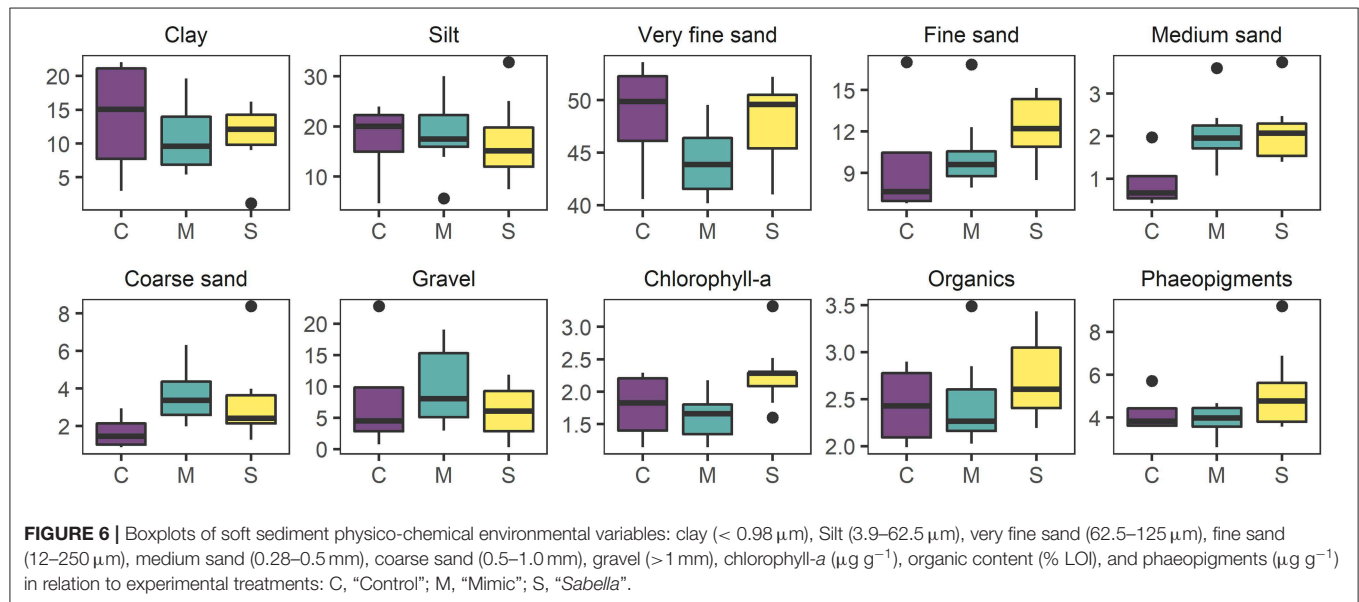 Clay Silt Very fine sand Fine sand Medium sand
20 15 10 5
30 20 10
50 45 40
15 12 9
3 2 1
C M S C M S C M S C M S C M S
Coarse sand Gravel Chlorophyll-a Organics Phaeopigments
8 6 4 2
20 15 10 5 0
3.0 2.5 2.0 1.5
3.5 3.0 2.5 2.0
8 6 4
C M S C M S C M S C M S C M S
FIGURE 6 | Boxplots of soft sediment physico-chemical environmental variables: clay (< 0.98 μm), Silt (3.9–62.5 μm), very fine sand (62.5–125 μm), fine sand
(12–250 μm), medium sand (0.28–0.5 mm), coarse sand (0.5–1.0 mm), gravel (>1 mm), chlorophyll-a (μg g⁻¹), organic content (% LOI), and phaeopigments (μg g⁻¹)
in relation to experimental treatments: C, “Control”; M, “Mimic”; S, “Sabella”.